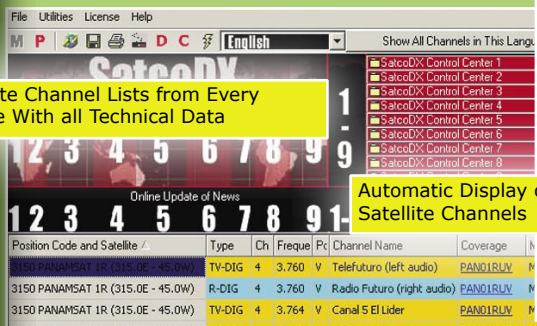 File Utilities License Help
M P D C English Show All Channels in This Langu
SatcoDX
SatcoDX Control Center 1
SatcoDX Control Center 2
SatcoDX Control Center 3
SatcoDX Control Center 4
SatcoDX Control Center 5
SatcoDX Control Center 6
SatcoDX Control Center 7
SatcoDX Control Center 8
te Channel Lists from Every
e With all Technical Data
1 2 3 4 5 6 7 8 9
1 - 9
Automatic Display
Satellite Channels
Online Update of News
1 2 3 4 5 6 7 8 9 1-
Position Code and Satellite Type Ch Freque Pc Channel Name Coverage
3150 PANAMSAT 1R (315.0E - 45.0W) TV-DIG 4 3.760 V Telefuturo (left audio) PAN01RUV M
3150 PANAMSAT 1R (315.0E - 45.0W) R-DIG 4 3.760 V Radio Futuro (right audio) PAN01RUV M
3150 PANAMSAT 1R (315.0E - 45.0W) TV-DIG 4 3.764 V Canal 5 El Lider PAN01RUV M